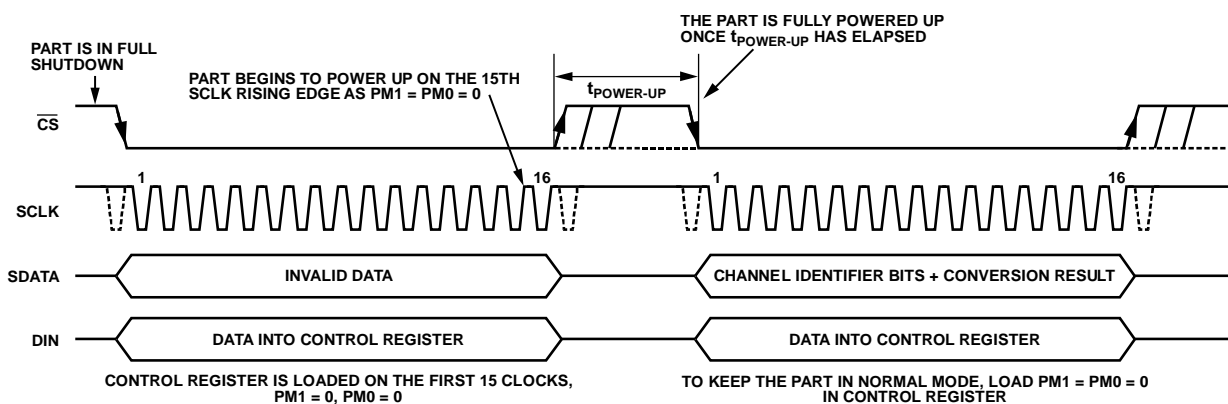 THE PART IS FULLY POWERED UP
ONCE tPOWER-UP HAS ELAPSED
PART IS IN FULL
SHUTDOWN
PART BEGINS TO POWER UP ON THE 15TH
SCLK RISING EDGE AS PM1 = PM0 = 0
tPOWER-UP
CS
1
16
1
16
SCLK
SDATA
INVALID DATA
CHANNEL IDENTIFIER BITS + CONVERSION RESULT
DIN
DATA INTO CONTROL REGISTER
DATA INTO CONTROL REGISTER
CONTROL REGISTER IS LOADED ON THE FIRST 15 CLOCKS,
PM1 = 0, PM0 = 0
TO KEEP THE PART IN NORMAL MODE, LOAD PM1 = PM0 = 0
IN CONTROL REGISTER